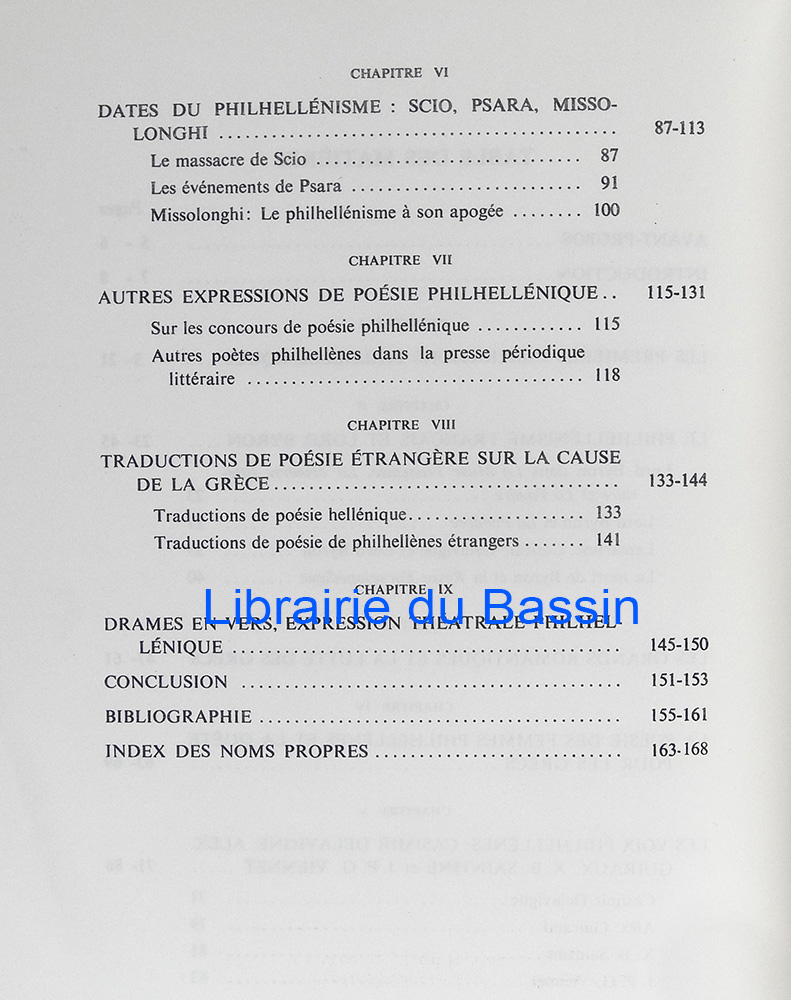 CHAPITRE VI
DATES DU PHILHELLÉNISME : SCIO, PSARA, MISSO-
LONGHI ............................................ 87-113
Le massacre de Scio .............................. 87
Les événements de Psara .......................... 91
Missolonghi: Le philhellénisme à son apogée ........ 100
CHAPITRE VII
AUTRES EXPRESSIONS DE POÉSIE PHILHELLÉNIQUE.. 115-131
Sur les concours de poésie philhellénique ............ 115
Autres poètes philhellènes dans la presse périodique
littéraire ...................................... 118
CHAPITRE VIII
TRADUCTIONS DE POÉSIE ÉTRANGÈRE SUR LA CAUSE
DE LA GRÈCE ...................................... 133-144
Traductions de poésie hellénique.................... 133
Traductions de poésie de philhellènes étrangers ....... 141
CHAPITRE IX
Librairie du Bassin
DRAMES EN VERS, EXPRESSION THÉATRALE PHILHEL-
LÉNIQUE ........................................... 145-150
CONCLUSION .......................................... 151-153
BIBLIOGRAPHIE ........................................ 155-161
INDEX DES NOMS PROPRES ........................... 163-168